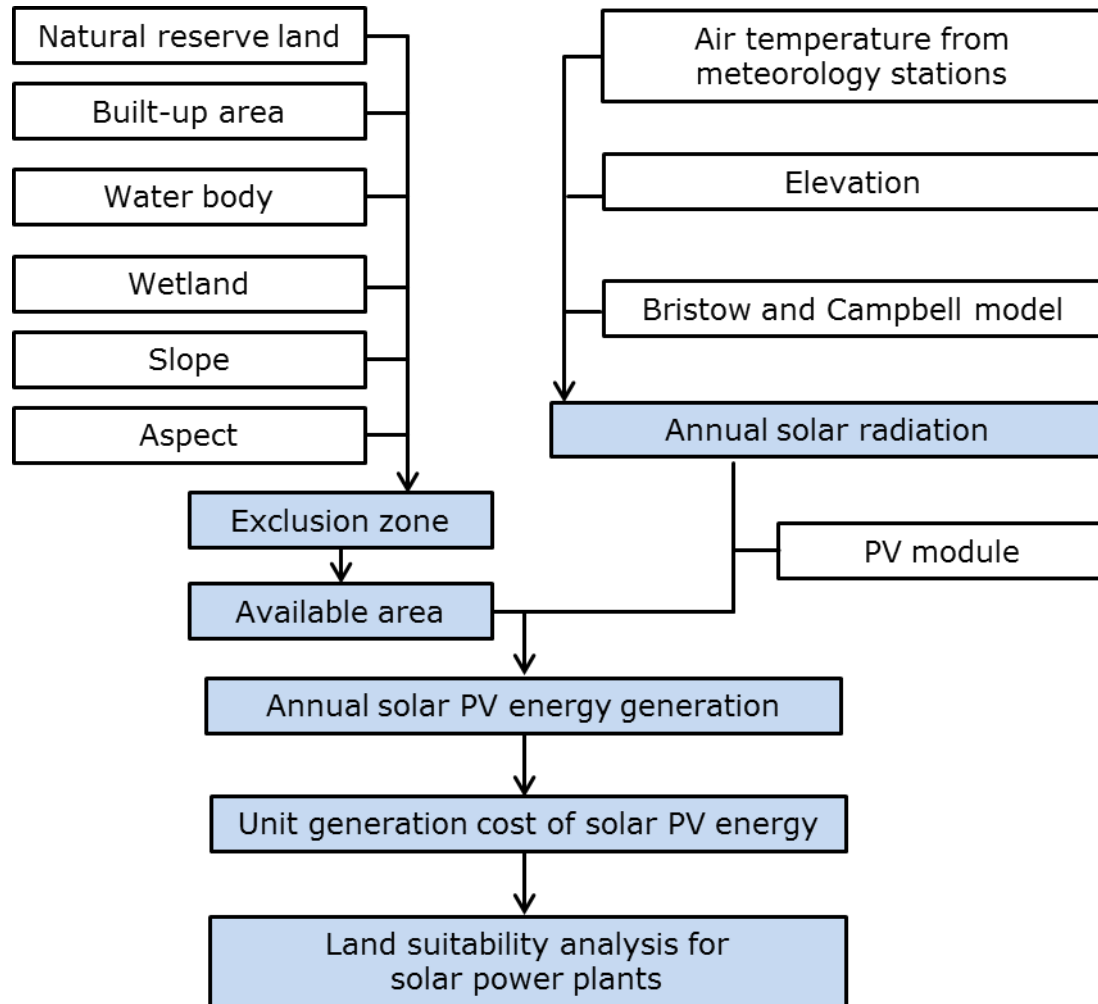 Natural reserve land
Built-up area
Water body
Wetland
Slope
Aspect
Exclusion zone
Available area
Air temperature from
meteorology stations
Elevation
Bristow and Campbell model
Annual solar radiation
PV module
Annual solar PV energy generation
Unit generation cost of solar PV energy
Land suitability analysis for
solar power plants